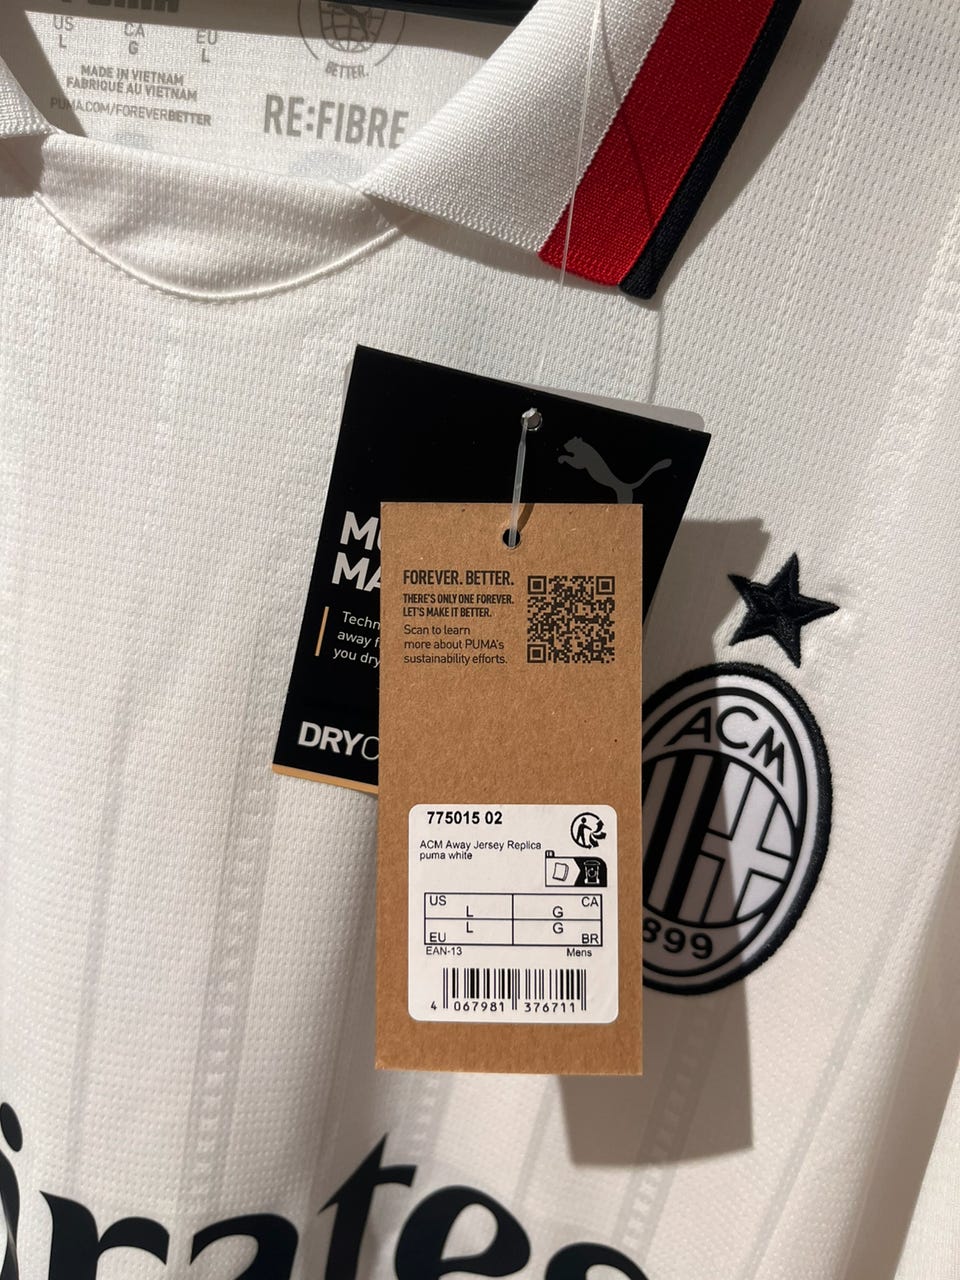 PUMA
US CA EU
L G L
MADE IN VIETNAM
FABRIQUÉ AU VIETNAM
PUMA.COM/FOREVERBETTER
BETTER.
RE:FIBRE
DRY
FOREVER. BETTER.
THERE'S ONLY ONE FOREVER.
LET'S MAKE IT BETTER.
Scan to learn
more about PUMA's
sustainability efforts.
775015 02
ACM Away Jersey Replica
puma white
US L G CA
EU L G BR
EAN-13 Mens
4 067981 376711
ACM
1899